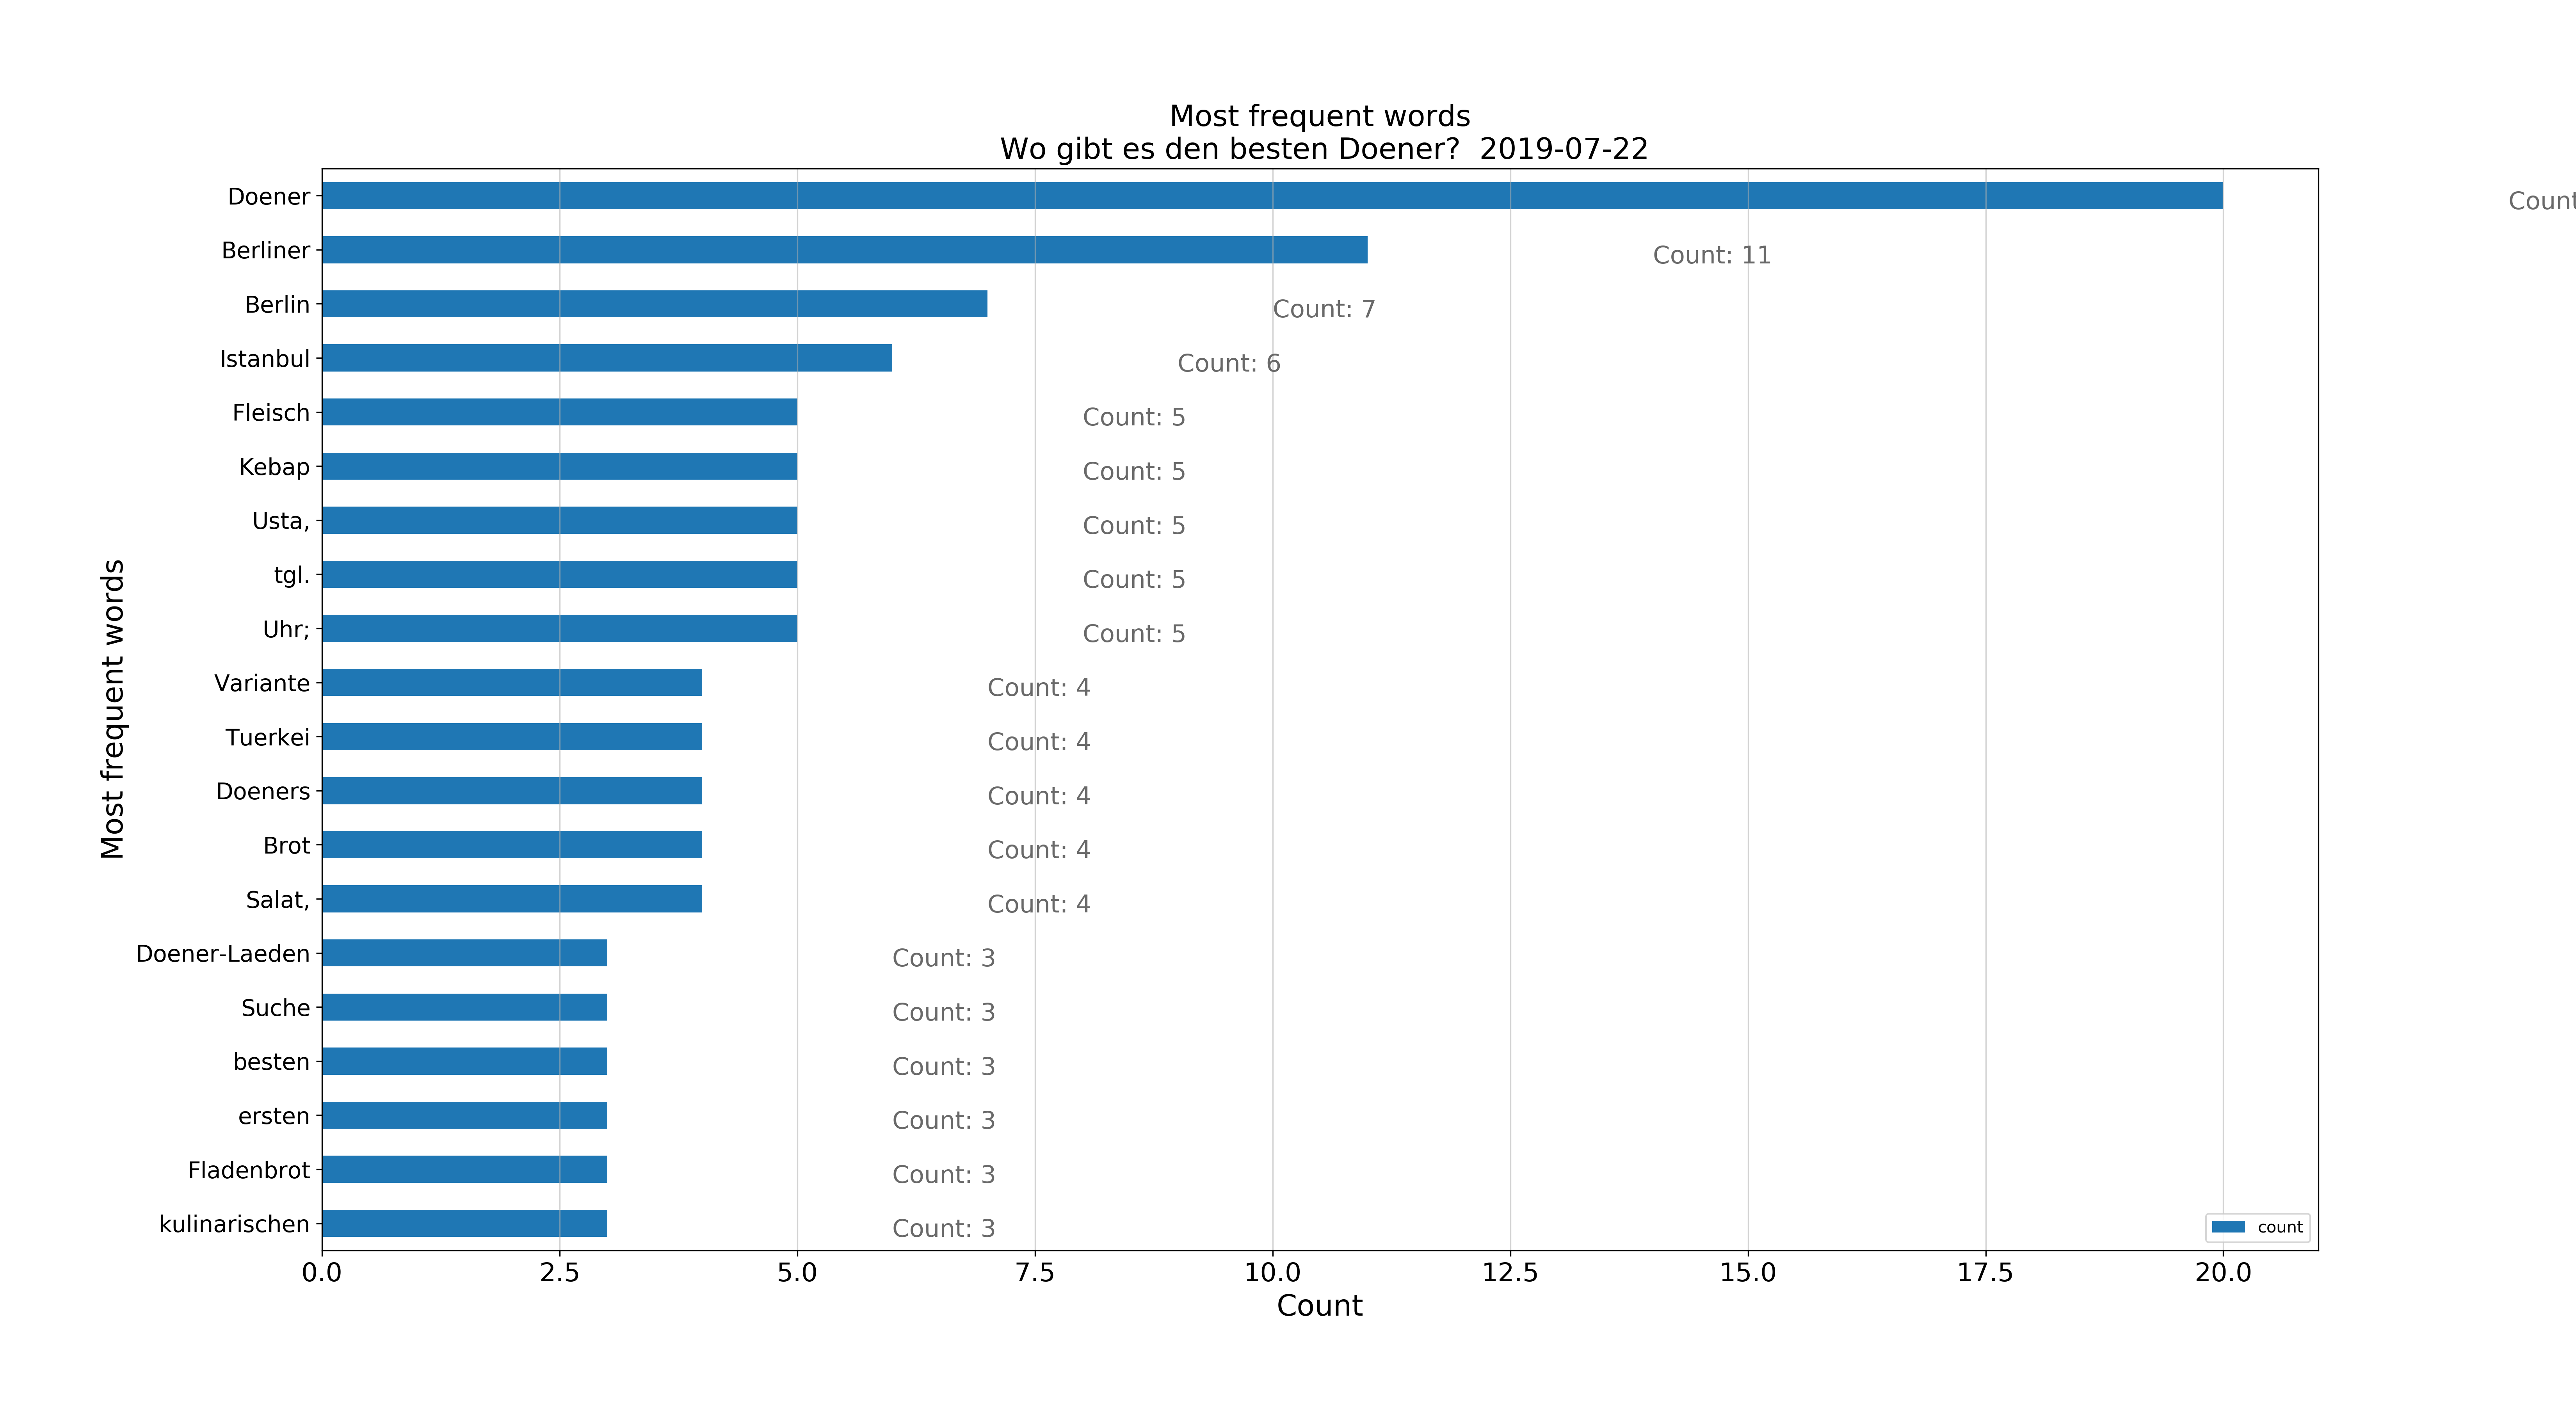 Most frequent words
Wo gibt es den besten Doener?  2019-07-22
Most frequent words
Doener Count
Berliner Count: 11
Berlin Count: 7
Istanbul Count: 6
Fleisch Count: 5
Kebap Count: 5
Usta, Count: 5
tgl. Count: 5
Uhr; Count: 5
Variante Count: 4
Tuerkei Count: 4
Doeners Count: 4
Brot Count: 4
Salat, Count: 4
Doener-Laeden Count: 3
Suche Count: 3
besten Count: 3
ersten Count: 3
Fladenbrot Count: 3
kulinarischen Count: 3
count
0.0 2.5 5.0 7.5 10.0 12.5 15.0 17.5 20.0
Count